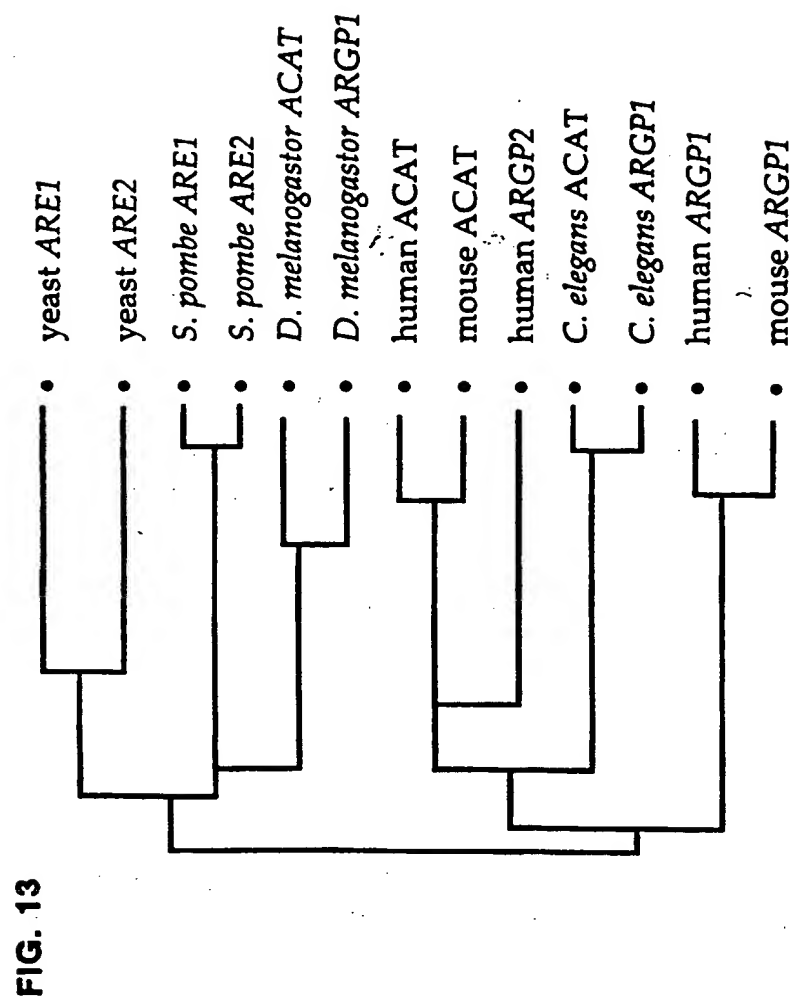 FIG. 13
yeast ARE1
yeast ARE2
S. pombe ARE1
S. pombe ARE2
D. melanogastor ACAT
D. melanogastor ARGP1
human ACAT
mouse ACAT
human ARGP2
C. elegans ACAT
C. elegans ARGP1
human ARGP1
mouse ARGP1